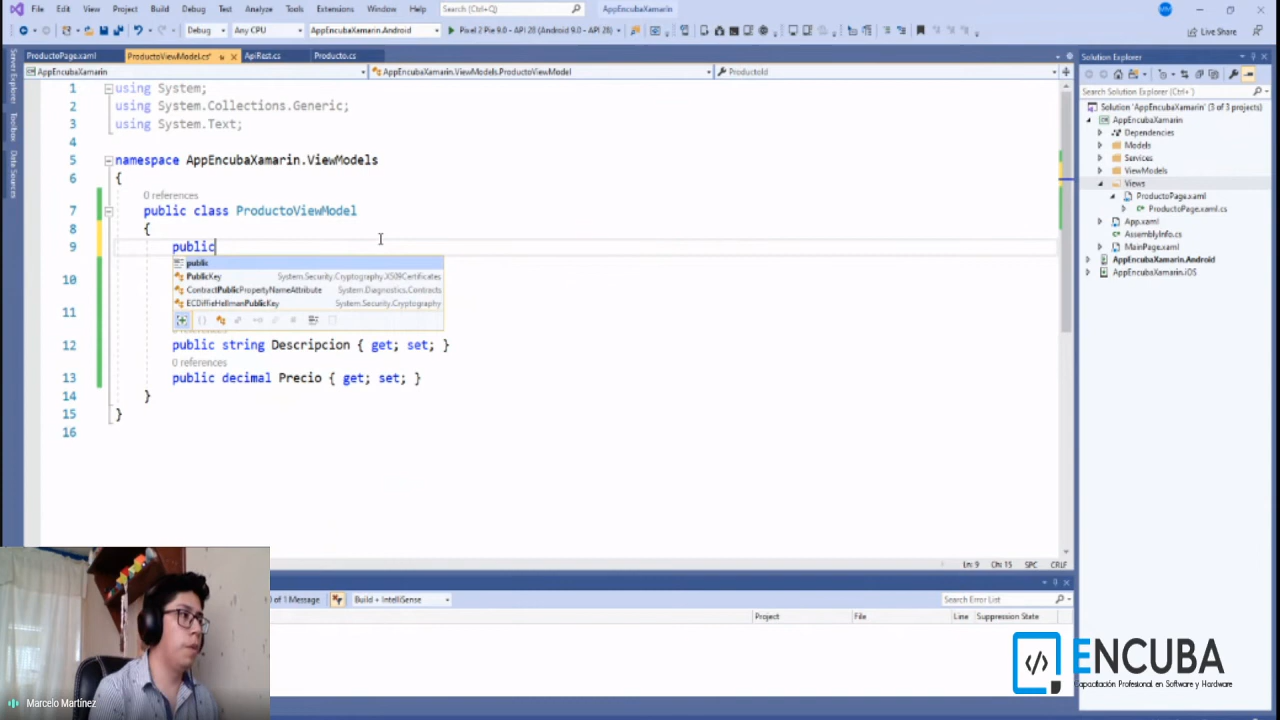 File Edit View Project Build Debug Test Analyze Tools Extensions Window Help Search (Ctrl+Q) AppEncubaXamarin
Debug Any CPU AppEncubaXamarin.Android Pixel 2 Pie 9.0 - API 28 (Android 9.0 - API 28) Live Share
ProductoPage.xaml ProductoViewModel.cs* ApiRest.cs Producto.cs
AppEncubaXamarin AppEncubaXamarin.ViewModels.ProductoViewModel ProductoId
Server Explorer
Toolbox
Data Sources
1 using System;
2 using System.Collections.Generic;
3 using System.Text;
4
5 namespace AppEncubaXamarin.ViewModels
6 {
0 references
7 public class ProductoViewModel
8 {
9 public
public
PublicKey System.Security.Cryptography.X509Certificates
ContractPublicPropertyNameAttribute System.Diagnostics.Contracts
ECDiffieHellmanPublicKey System.Security.Cryptography
10
11
12 public string Descripcion { get; set; }
0 references
13 public decimal Precio { get; set; }
14 }
15 }
16
Ln: 9 Ch: 15 SPC CRLF
Solution Explorer
Search Solution Explorer (Ctrl+´)
Solution 'AppEncubaXamarin' (3 of 3 projects)
AppEncubaXamarin
Dependencies
Models
Services
ViewModels
Views
ProductoPage.xaml
ProductoPage.xaml.cs
App.xaml
AssemblyInfo.cs
MainPage.xaml
AppEncubaXamarin.Android
AppEncubaXamarin.iOS
of 1 Message Build + IntelliSense Search Error List
Project File Line Suppression State
Marcelo Martínez
ENCUBA
Capacitación Profesional en Software y Hardware